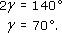 2γ = 140°
γ = 70°.